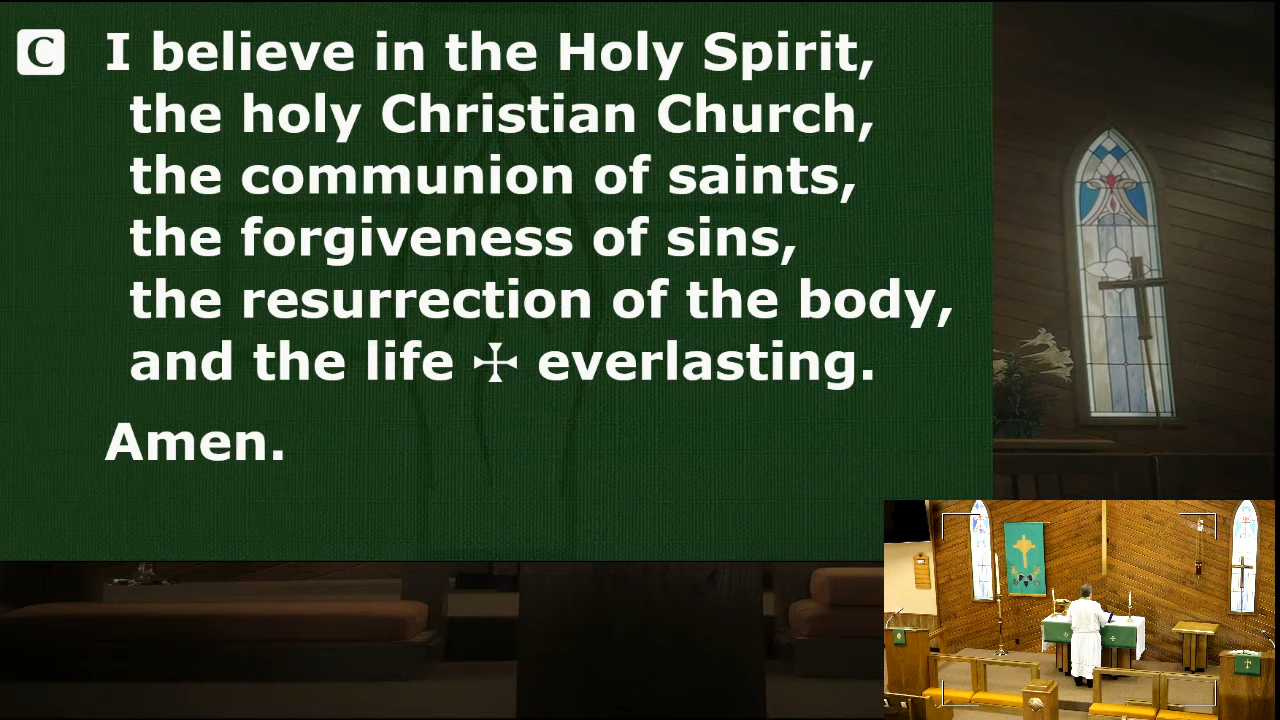 C I believe in the Holy Spirit,
the holy Christian Church,
the communion of saints,
the forgiveness of sins,
the resurrection of the body,
and the life ☩ everlasting.
Amen.